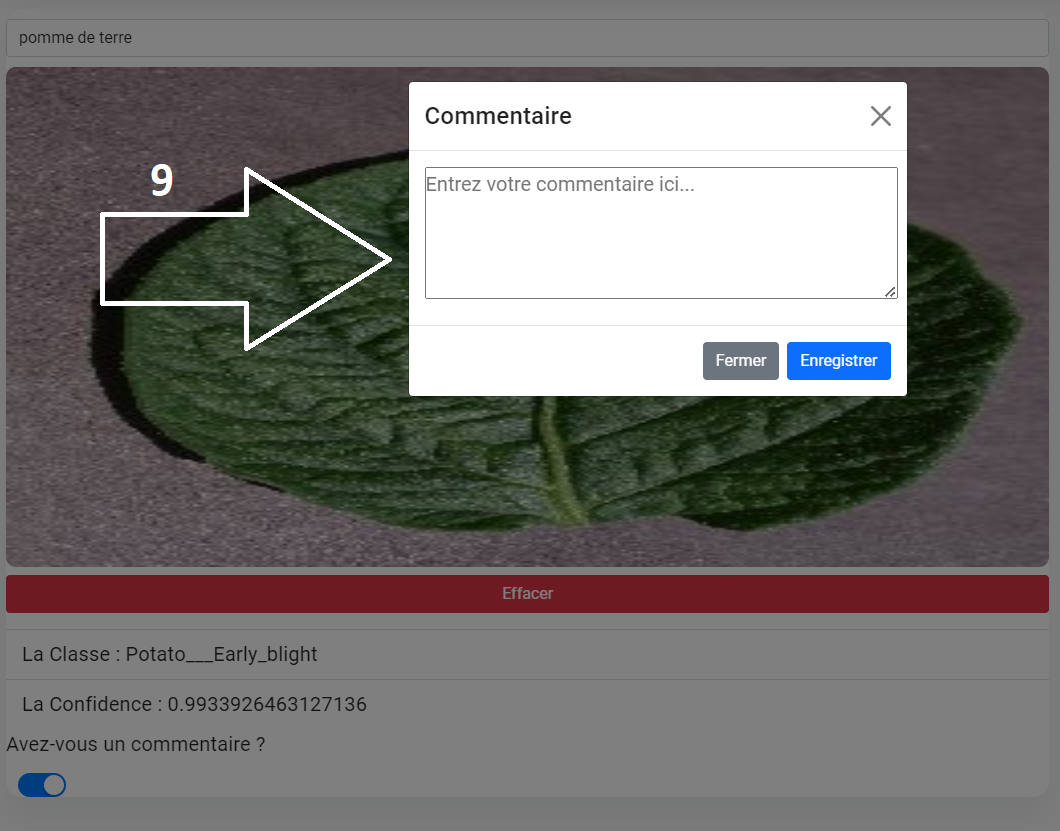 pomme de terre
Commentaire
9
Entrez votre commentaire ici...
Fermer
Enregistrer
Effacer
La Classe : Potato___Early_blight
La Confidence : 0.9933926463127136
Avez-vous un commentaire ?